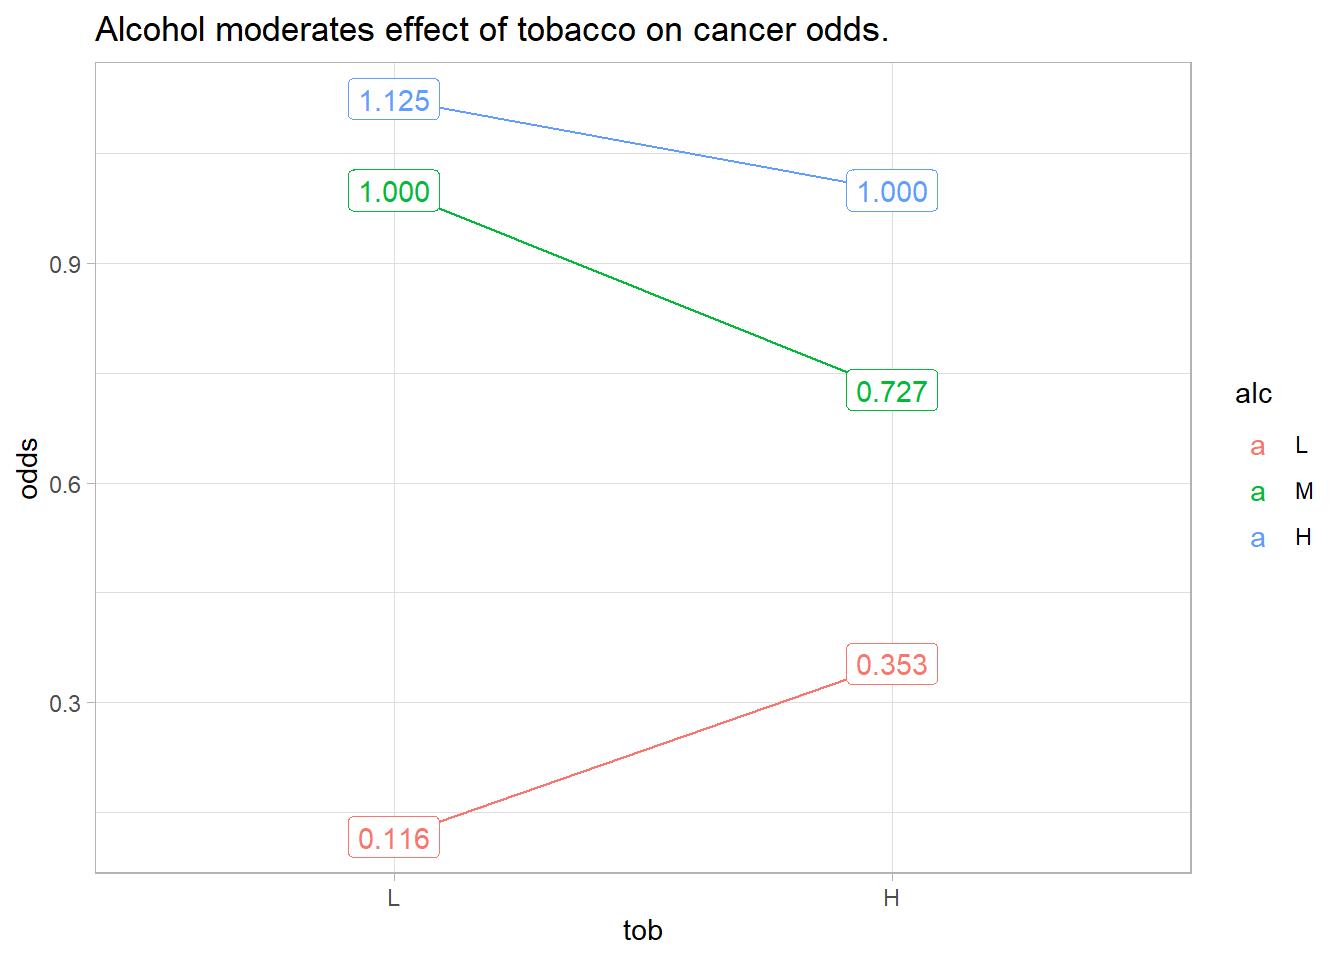 Alcohol moderates effect of tobacco on cancer odds.
1.125
1.000
1.000
0.9
0.727
alc
a L
odds
0.6
a M
a H
0.353
0.3
0.116
L
H
tob